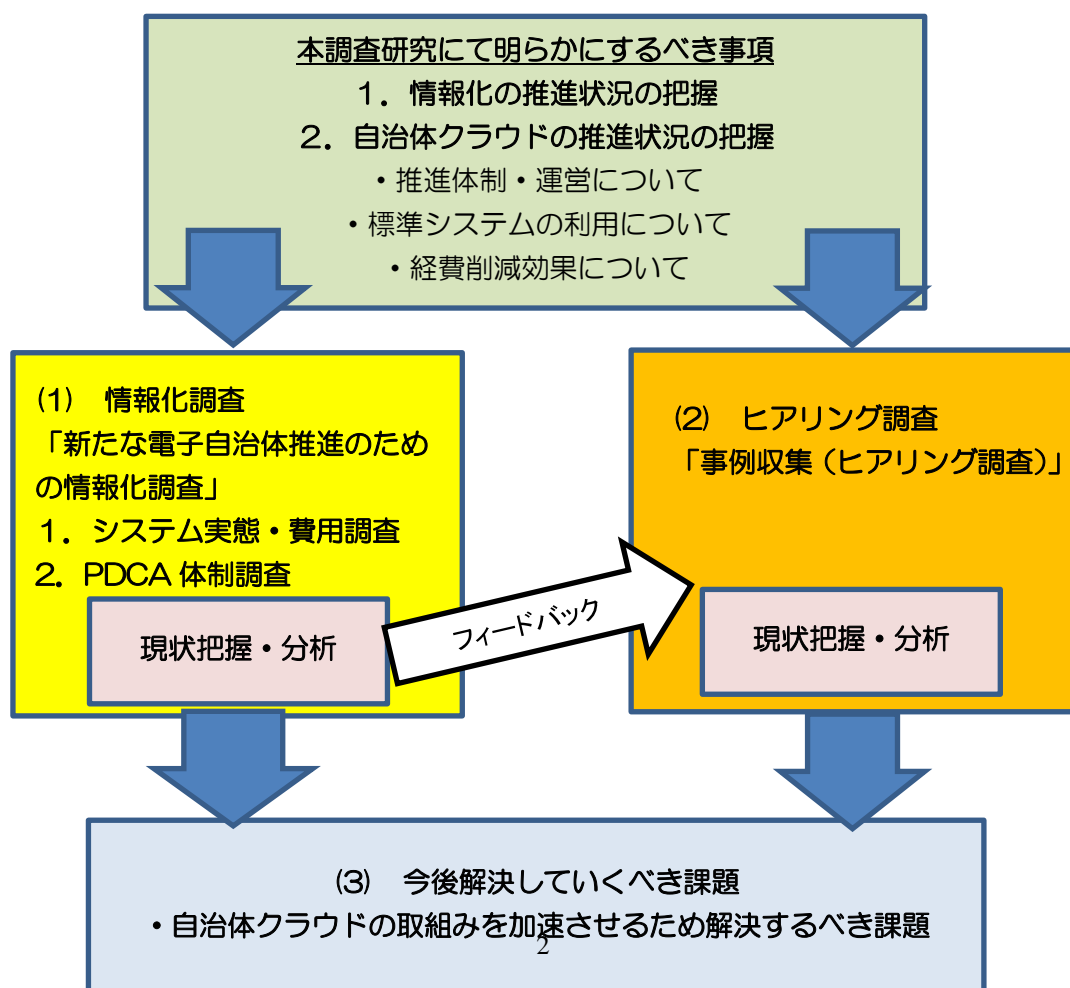 本調査研究にて明らかにするべき事項
１．情報化の推進状況の把握
２．自治体クラウドの推進状況の把握
・推進体制・運営について
・標準システムの利用について
・経費削減効果について
(1)　情報化調査
「新たな電子自治体推進のため
の情報化調査」
１．システム実態・費用調査
２．PDCA 体制調査
現状把握・分析
フィードバック
(2)　ヒアリング調査
「事例収集（ヒアリング調査）」
現状把握・分析
(3)　今後解決していくべき課題
・自治体クラウドの取組みを加速させるため解決するべき課題
2